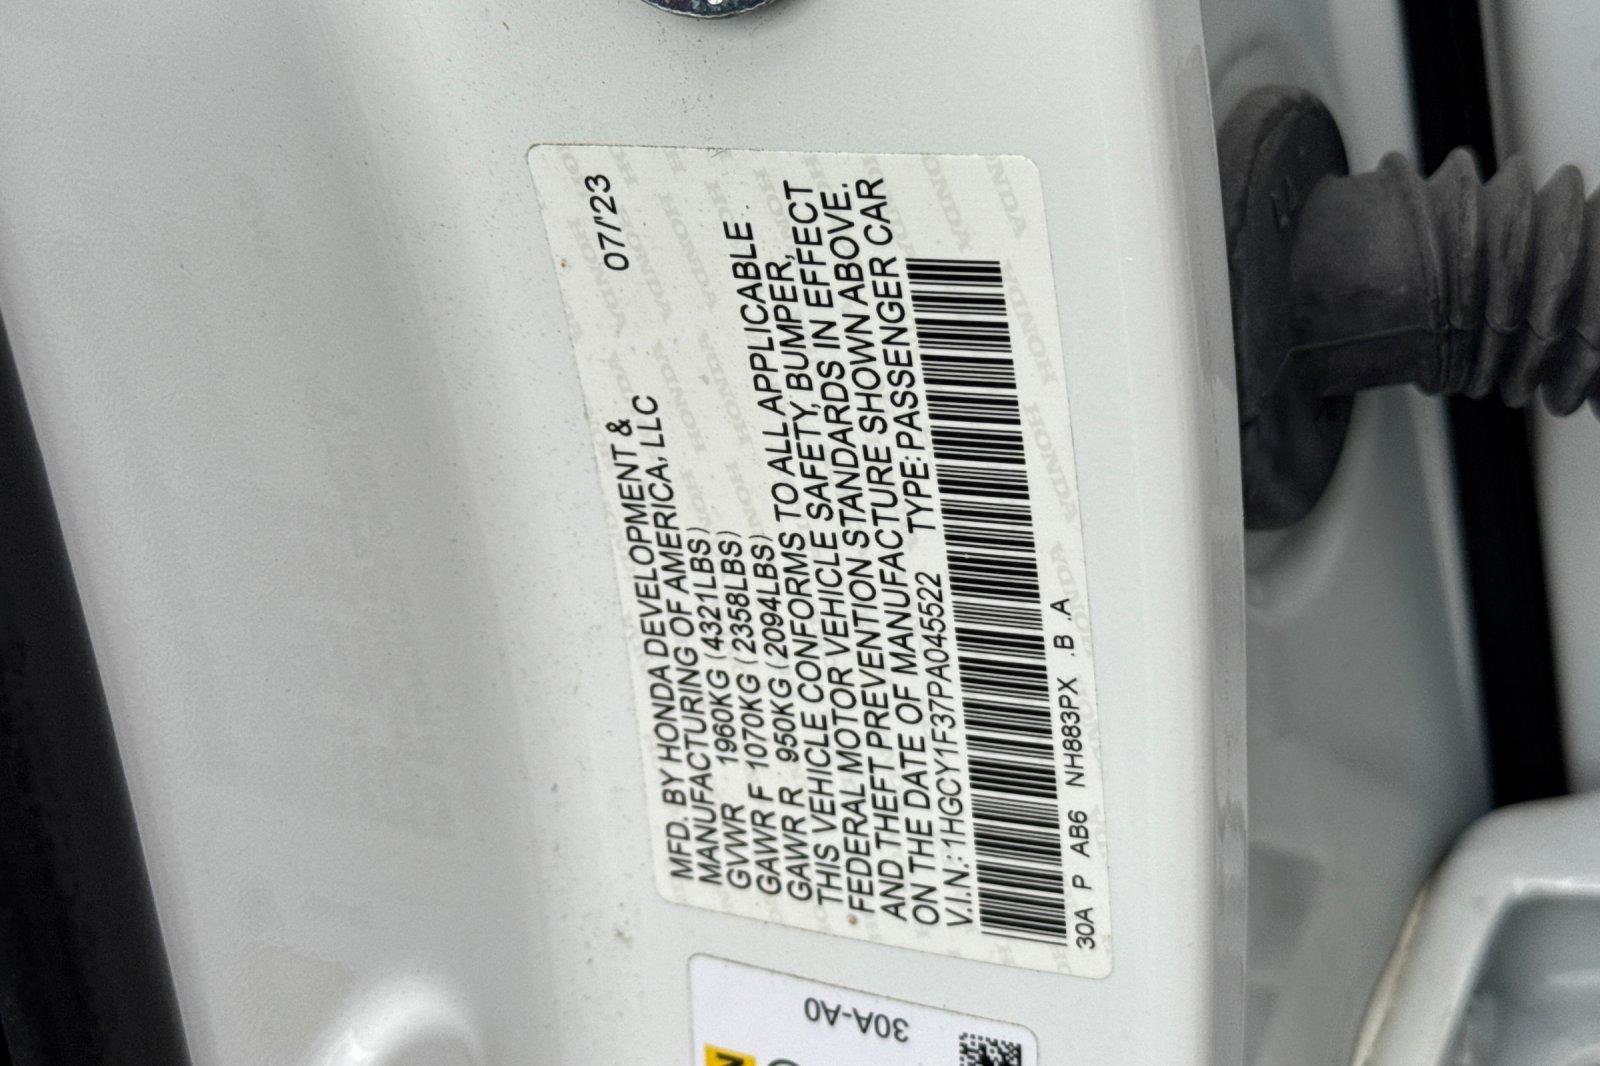 07/'23
MFD. BY HONDA DEVELOPMENT &
MANUFACTURING OF AMERICA, LLC
GVWR 1960KG (4321LBS)
GAWR F 1070KG (2358LBS)
GAWR R 950KG (2094LBS)
THIS VEHICLE CONFORMS TO ALL APPLICABLE
FEDERAL MOTOR VEHICLE SAFETY, BUMPER,
AND THEFT PREVENTION STANDARDS IN EFFECT
ON THE DATE OF MANUFACTURE SHOWN ABOVE.
V.I.N.: 1HGCY1F37PA045522 TYPE: PASSENGER CAR
30A P AB6 NH883PX .B .A
30A-A0